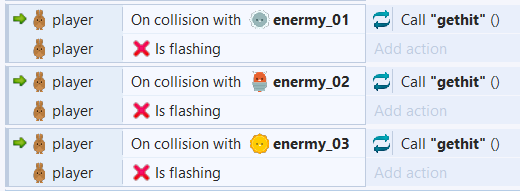 player On collision with enermy_01 Call "gethit" ()
player Is flashing Add action
player On collision with enermy_02 Call "gethit" ()
player Is flashing Add action
player On collision with enermy_03 Call "gethit" ()
player Is flashing Add action